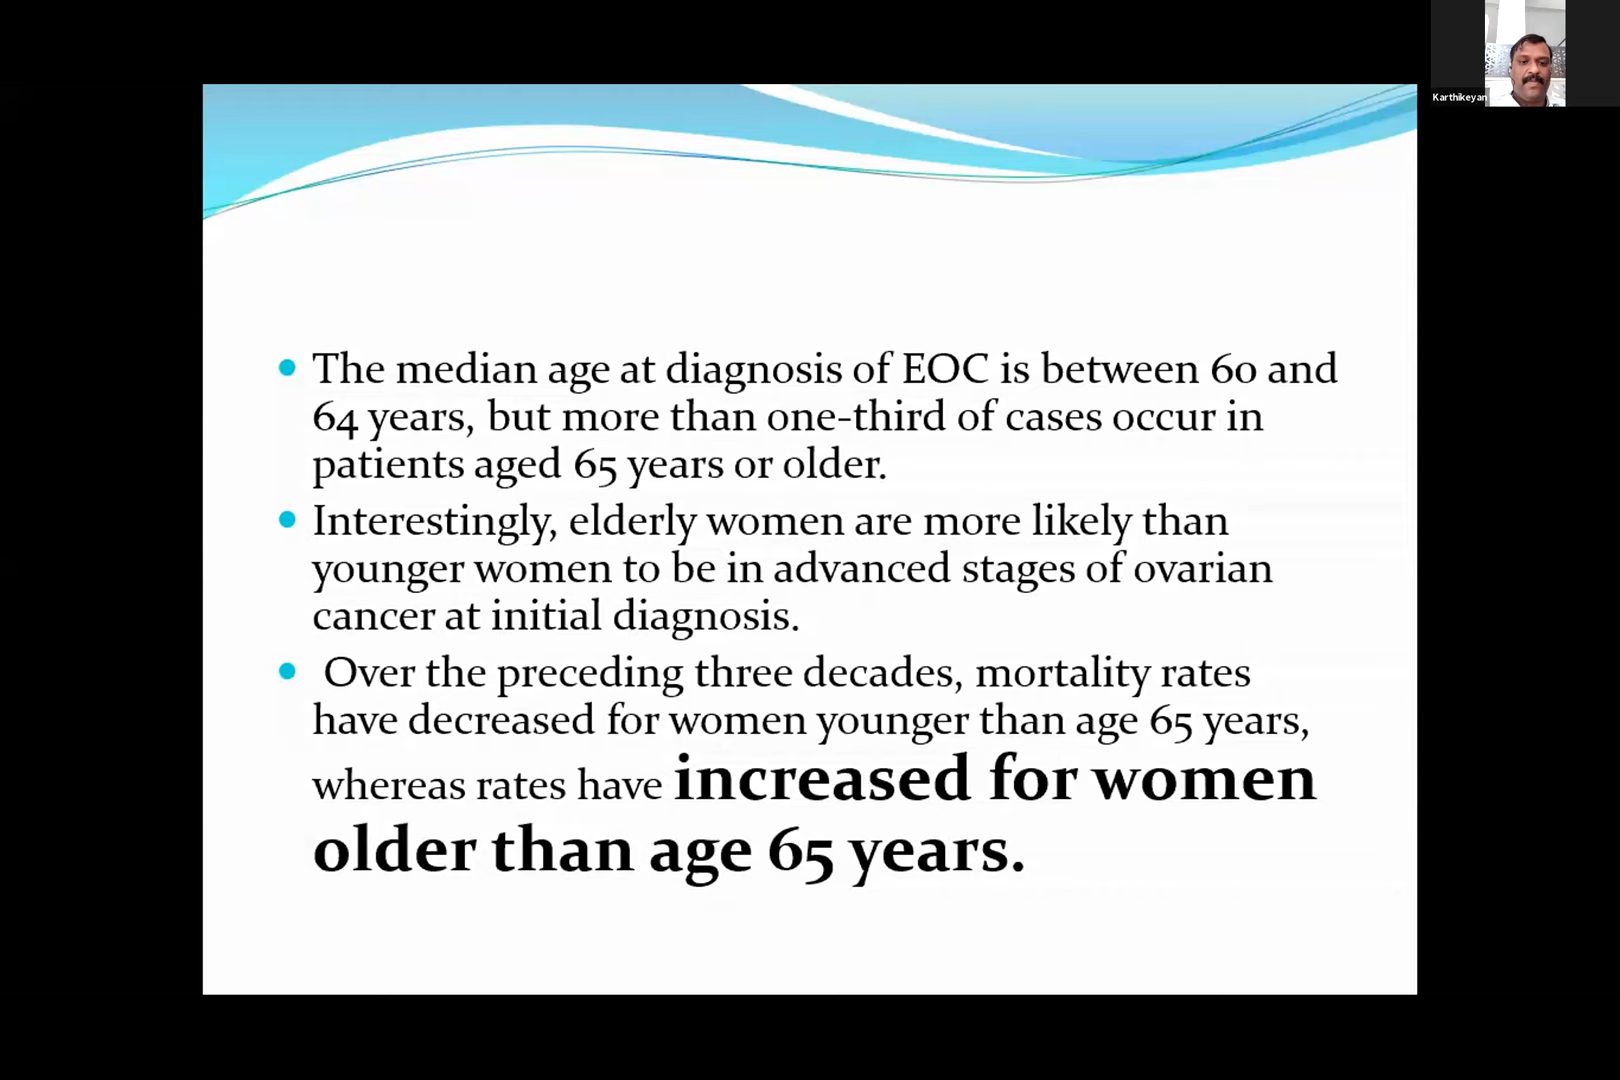 Karthikeyan
The median age at diagnosis of EOC is between 60 and
64 years, but more than one-third of cases occur in
patients aged 65 years or older.
Interestingly, elderly women are more likely than
younger women to be in advanced stages of ovarian
cancer at initial diagnosis.
Over the preceding three decades, mortality rates
have decreased for women younger than age 65 years,
whereas rates have increased for women
older than age 65 years.